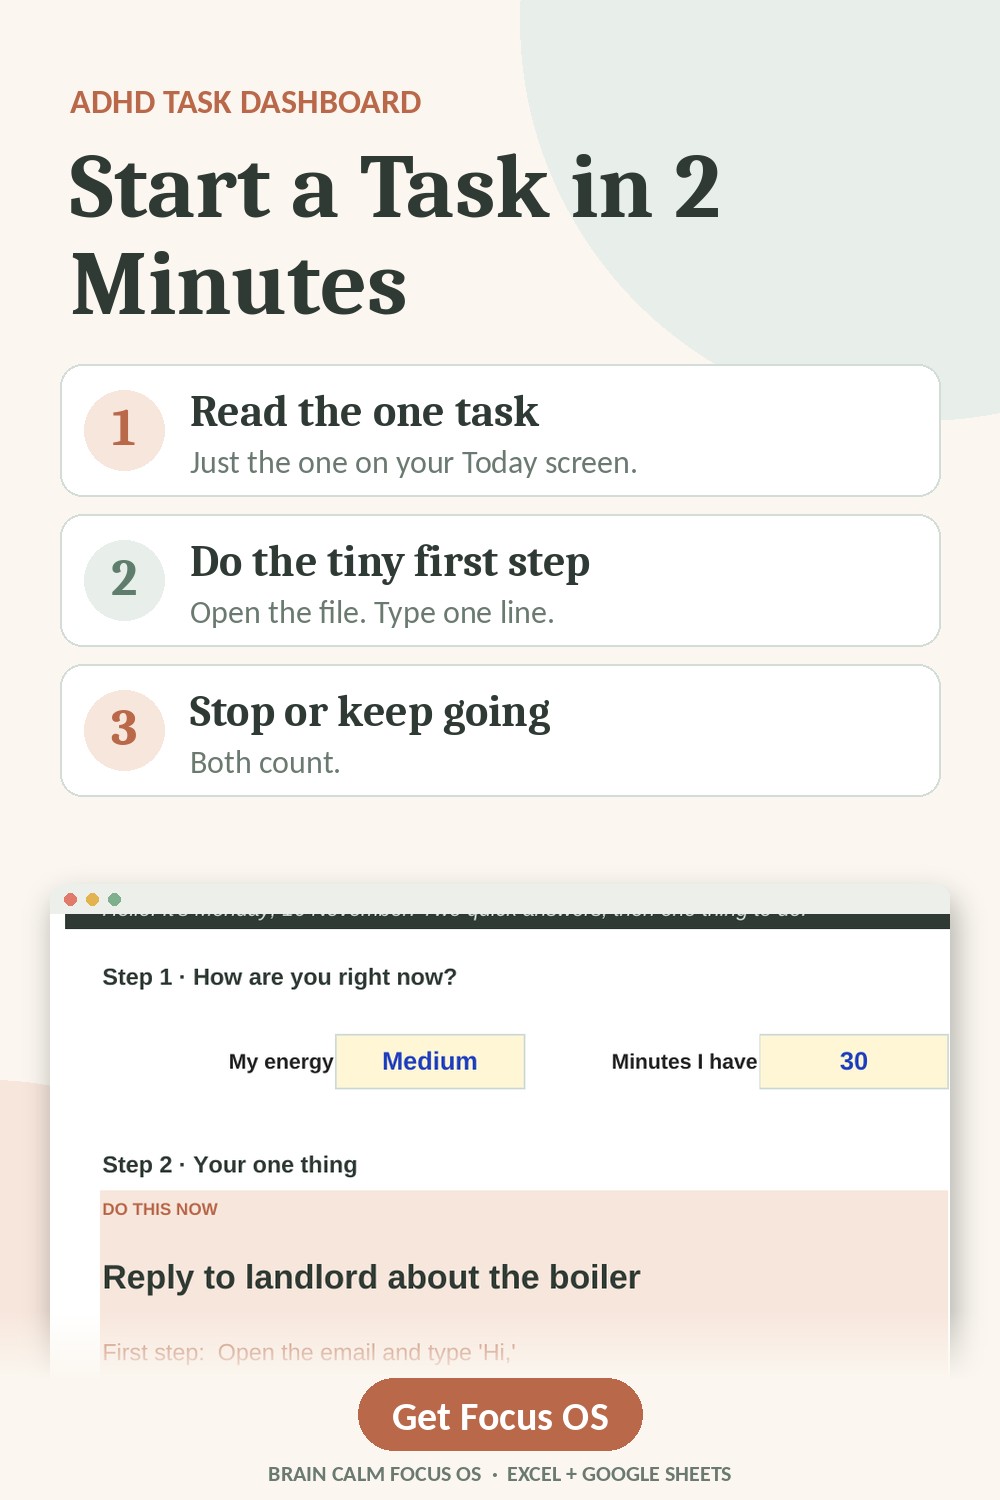 ADHD TASK DASHBOARD
Start a Task in 2
Minutes
1
Read the one task
Just the one on your Today screen.
2
Do the tiny first step
Open the file. Type one line.
3
Stop or keep going
Both count.
Step 1 · How are you right now?
My energy Medium Minutes I have 30
Step 2 · Your one thing
DO THIS NOW
Reply to landlord about the boiler
First step: Open the email and type 'Hi,'
Get Focus OS
BRAIN CALM FOCUS OS · EXCEL + GOOGLE SHEETS